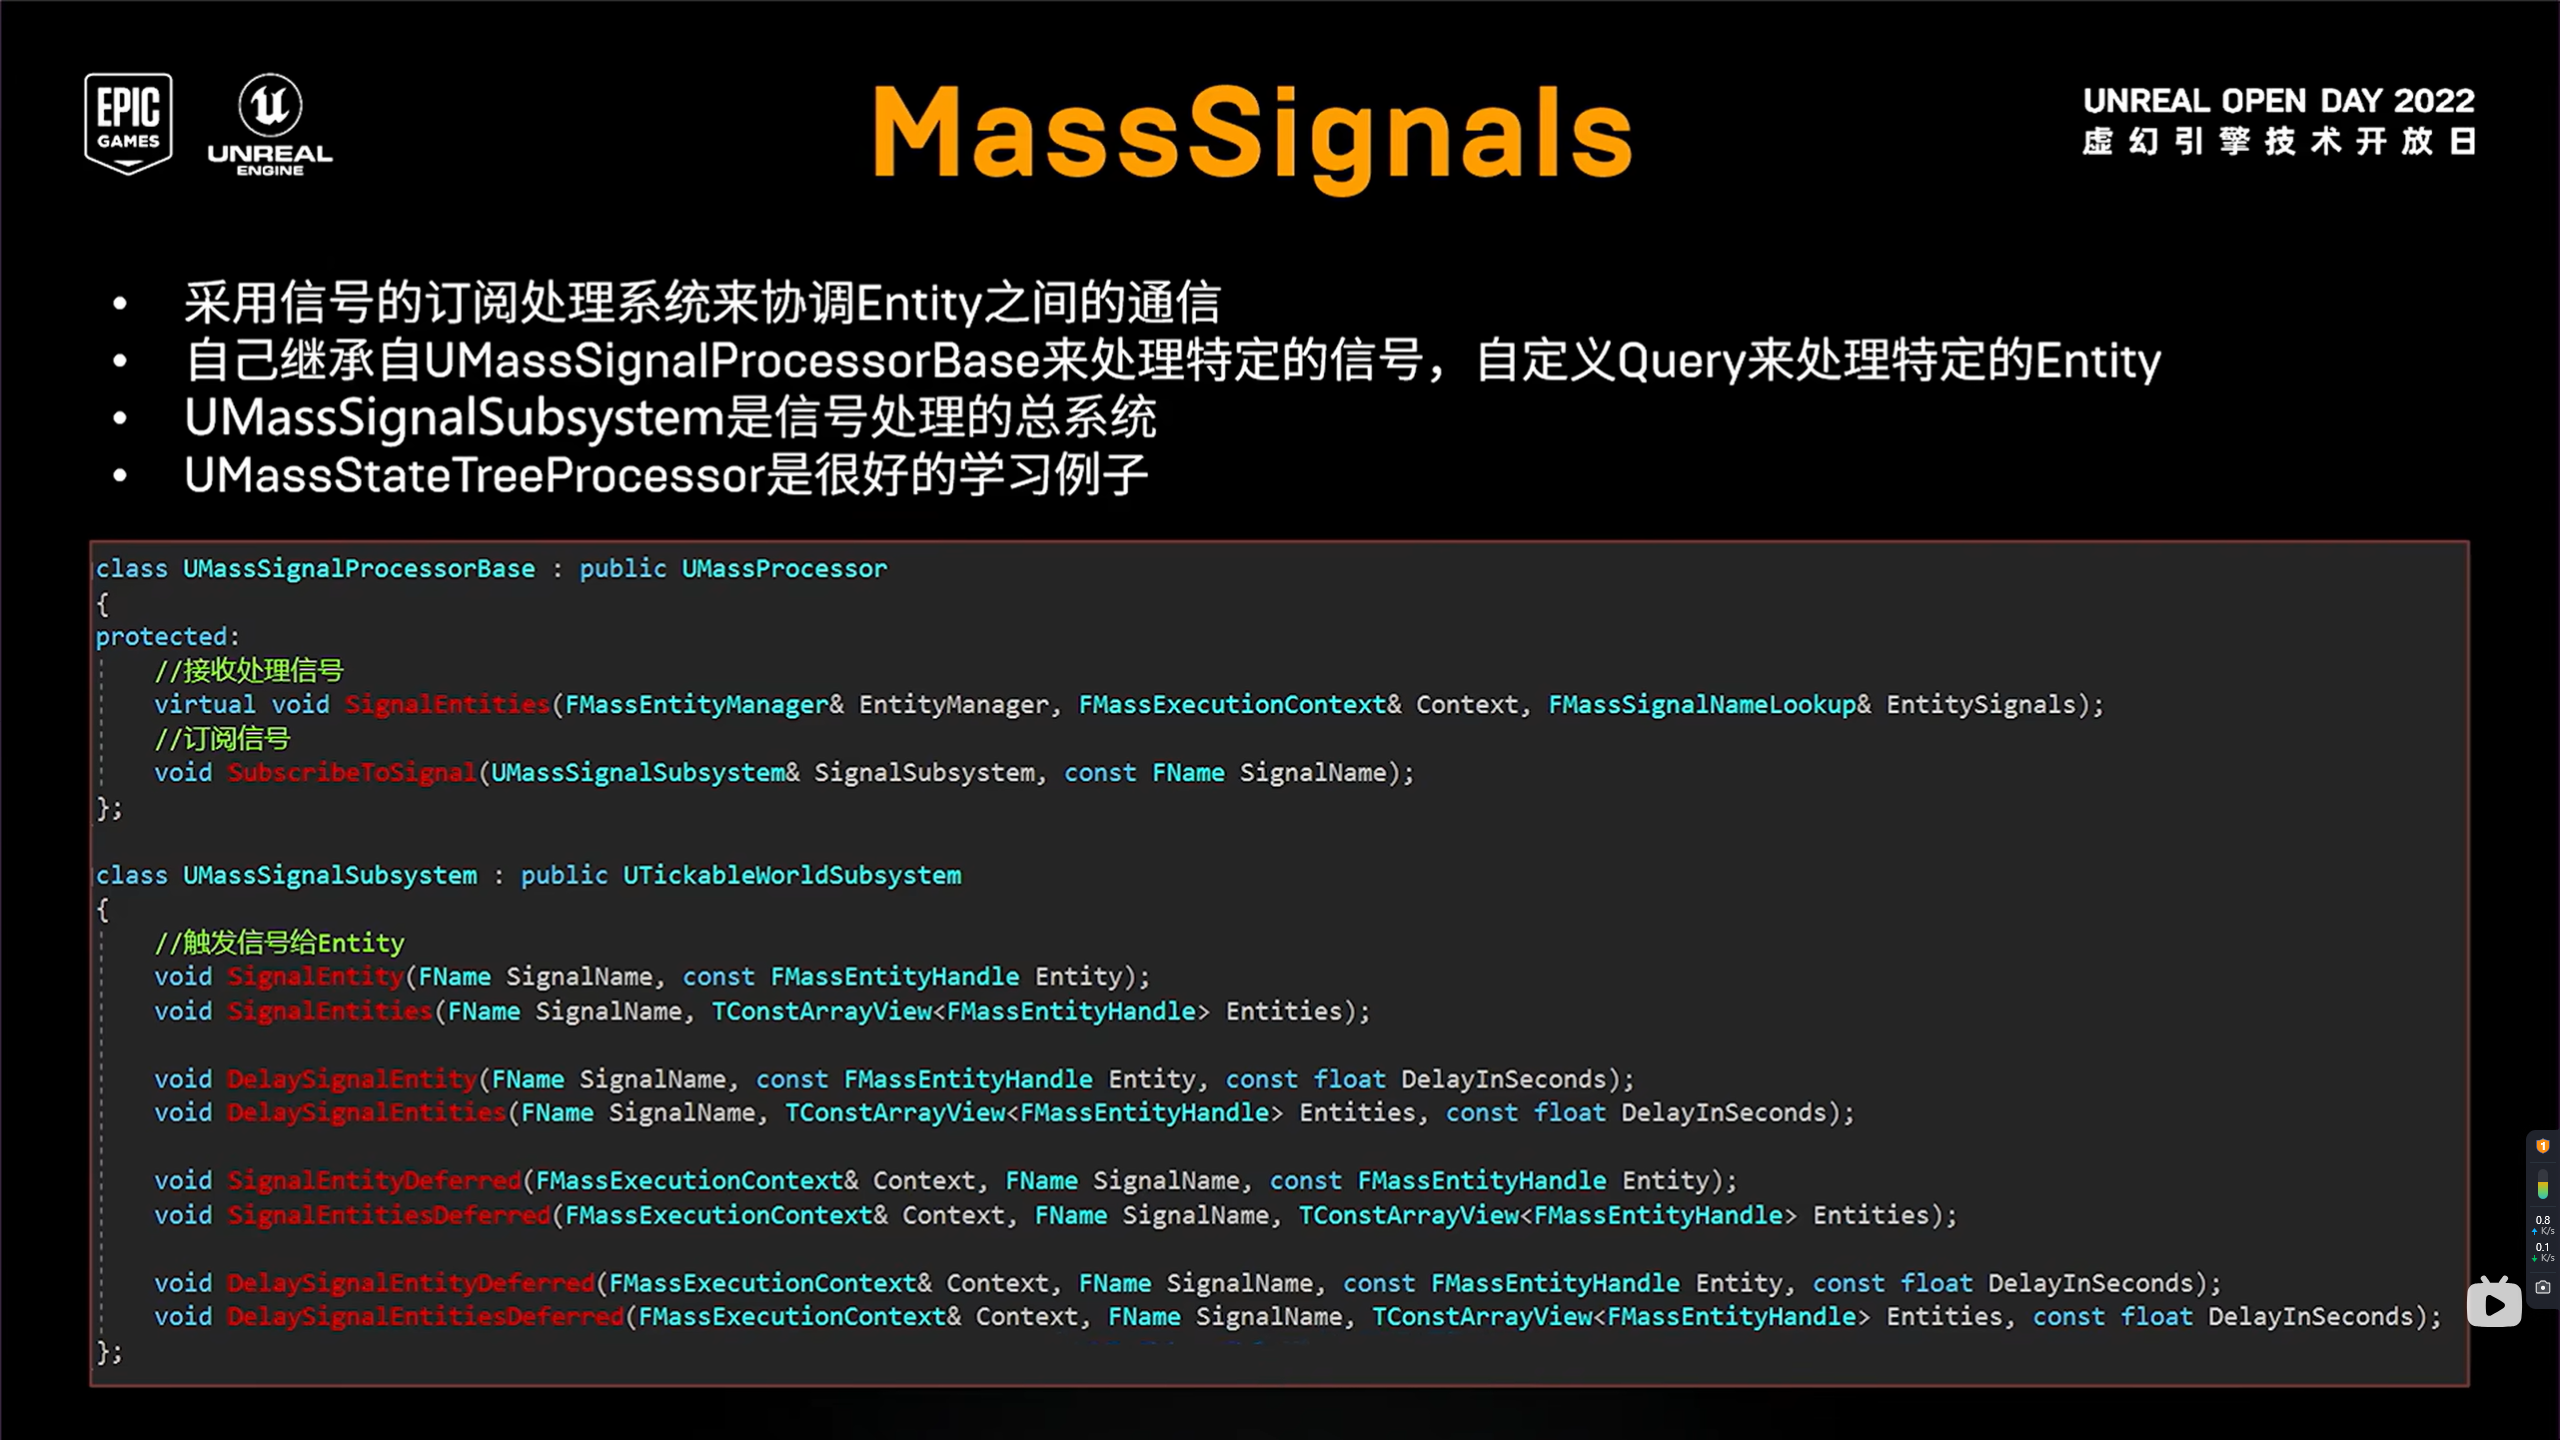 EPIC
GAMES
UNREAL
ENGINE
MassSignals
UNREAL OPEN DAY 2022
虚幻引擎技术开放日
• 采用信号的订阅处理系统来协调Entity之间的通信
• 自己继承自UMassSignalProcessorBase来处理特定的信号，自定义Query来处理特定的Entity
• UMassSignalSubsystem是信号处理的总系统
• UMassStateTreeProcessor是很好的学习例子
class UMassSignalProcessorBase : public UMassProcessor
{
protected:
//接收处理信号
virtual void SignalEntities(FMassEntityManager& EntityManager, FMassExecutionContext& Context, FMassSignalNameLookup& EntitySignals);
//订阅信号
void SubscribeToSignal(UMassSignalSubsystem& SignalSubsystem, const FName SignalName);
};
class UMassSignalSubsystem : public UTickableWorldSubsystem
{
//触发信号给Entity
void SignalEntity(FName SignalName, const FMassEntityHandle Entity);
void SignalEntities(FName SignalName, TConstArrayView<FMassEntityHandle> Entities);
void DelaySignalEntity(FName SignalName, const FMassEntityHandle Entity, const float DelayInSeconds);
void DelaySignalEntities(FName SignalName, TConstArrayView<FMassEntityHandle> Entities, const float DelayInSeconds);
void SignalEntityDeferred(FMassExecutionContext& Context, FName SignalName, const FMassEntityHandle Entity);
void SignalEntitiesDeferred(FMassExecutionContext& Context, FName SignalName, TConstArrayView<FMassEntityHandle> Entities);
void DelaySignalEntityDeferred(FMassExecutionContext& Context, FName SignalName, const FMassEntityHandle Entity, const float DelayInSeconds);
void DelaySignalEntitiesDeferred(FMassExecutionContext& Context, FName SignalName, TConstArrayView<FMassEntityHandle> Entities, const float DelayInSeconds);
};
1
0.8
K/s
0.1
K/s